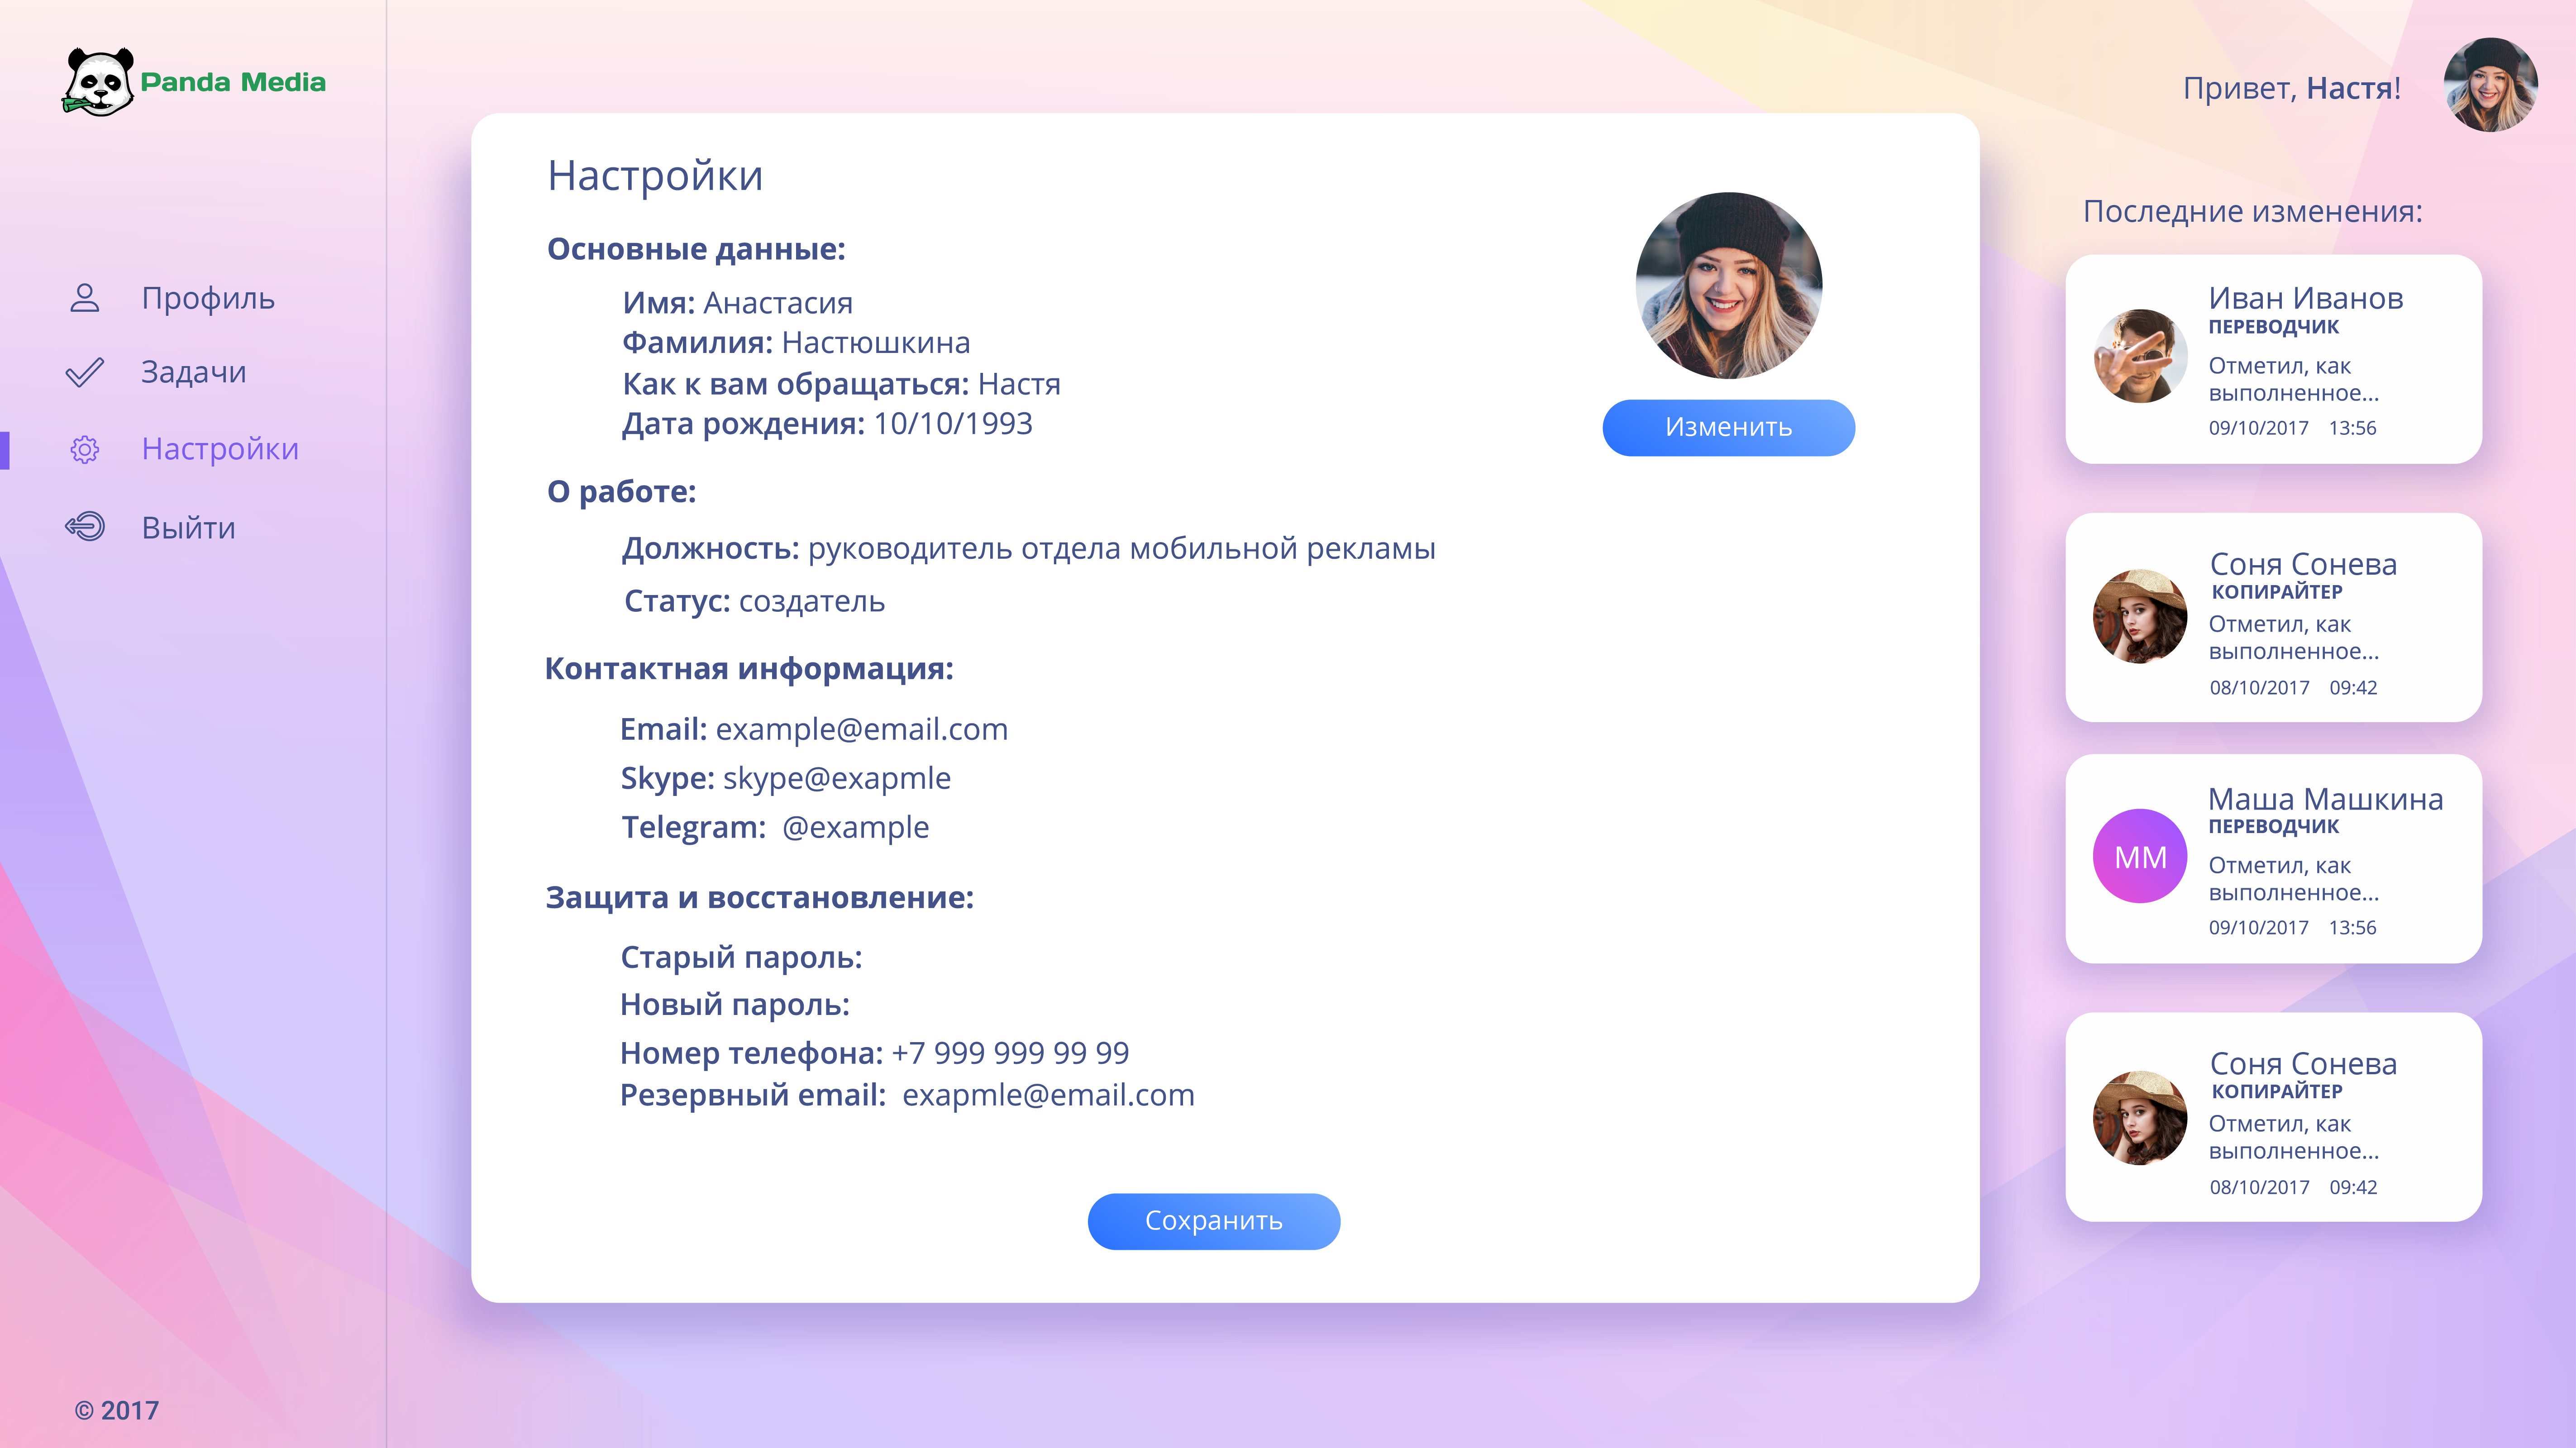 Panda Media
Привет, Настя!
Профиль
Задачи
Настройки
Выйти
© 2017
Настройки
Основные данные:
Имя: Анастасия
Фамилия: Настюшкина
Как к вам обращаться: Настя
Дата рождения: 10/10/1993
Изменить
О работе:
Должность: руководитель отдела мобильной рекламы
Статус: создатель
Контактная информация:
Email: example@email.com
Skype: skype@exapmle
Telegram: @example
Защита и восстановление:
Старый пароль:
Новый пароль:
Номер телефона: +7 999 999 99 99
Резервный email: exapmle@email.com
Сохранить
Последние изменения:
Иван Иванов
ПЕРЕВОДЧИК
Отметил, как
выполненное...
09/10/2017 13:56
Соня Сонева
КОПИРАЙТЕР
Отметил, как
выполненное...
08/10/2017 09:42
ММ
Маша Машкина
ПЕРЕВОДЧИК
Отметил, как
выполненное...
09/10/2017 13:56
Соня Сонева
КОПИРАЙТЕР
Отметил, как
выполненное...
08/10/2017 09:42